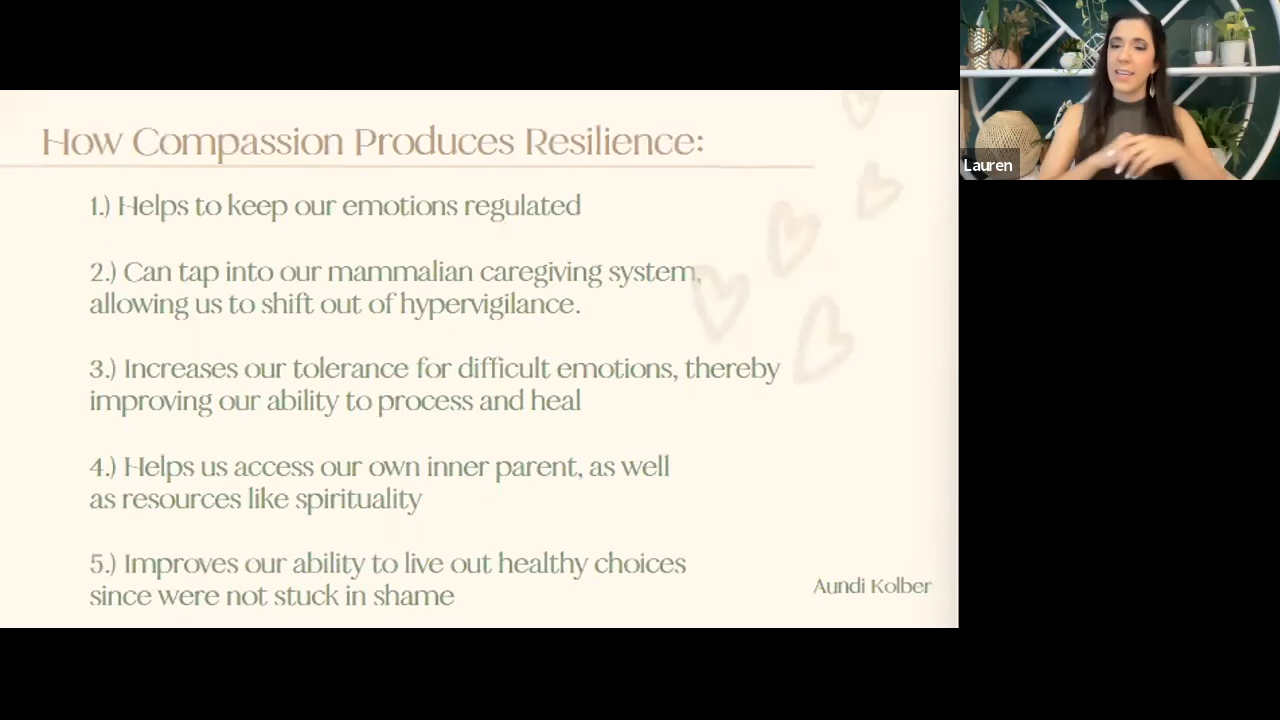 How Compassion Produces Resilience:
1.) Helps to keep our emotions regulated
2.) Can tap into our mammalian caregiving system,
allowing us to shift out of hypervigilance.
3.) Increases our tolerance for difficult emotions, thereby
improving our ability to process and heal
4.) Helps us access our own inner parent, as well
as resources like spirituality
5.) Improves our ability to live out healthy choices
since were not stuck in shame
Aundi Kolber
Lauren